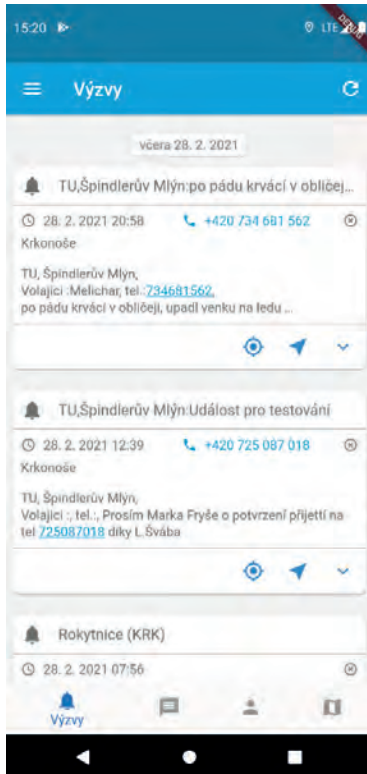 15:20
LTE
DEBUG
Výzvy
včera 28. 2. 2021
TU,Špindlerův Mlýn:po pádu krvácí v obličej...
28. 2. 2021 20:58 +420 734 681 562
Krkonoše
TU, Špindlerův Mlýn,
Volající :Melichar, tel.:734681562,
po pádu krvácí v obličeji, upadl venku na ledu ...
TU,Špindlerův Mlýn:Událost pro testování
28. 2. 2021 12:39 +420 725 087 018
Krkonoše
TU, Špindlerův Mlýn,
Volající :, tel.:, Prosím Marka Fryše o potvrzení přijettí na
tel 725087018 díky L.Švába
Rokytnice (KRK)
28. 2. 2021 07:56
Výzvy